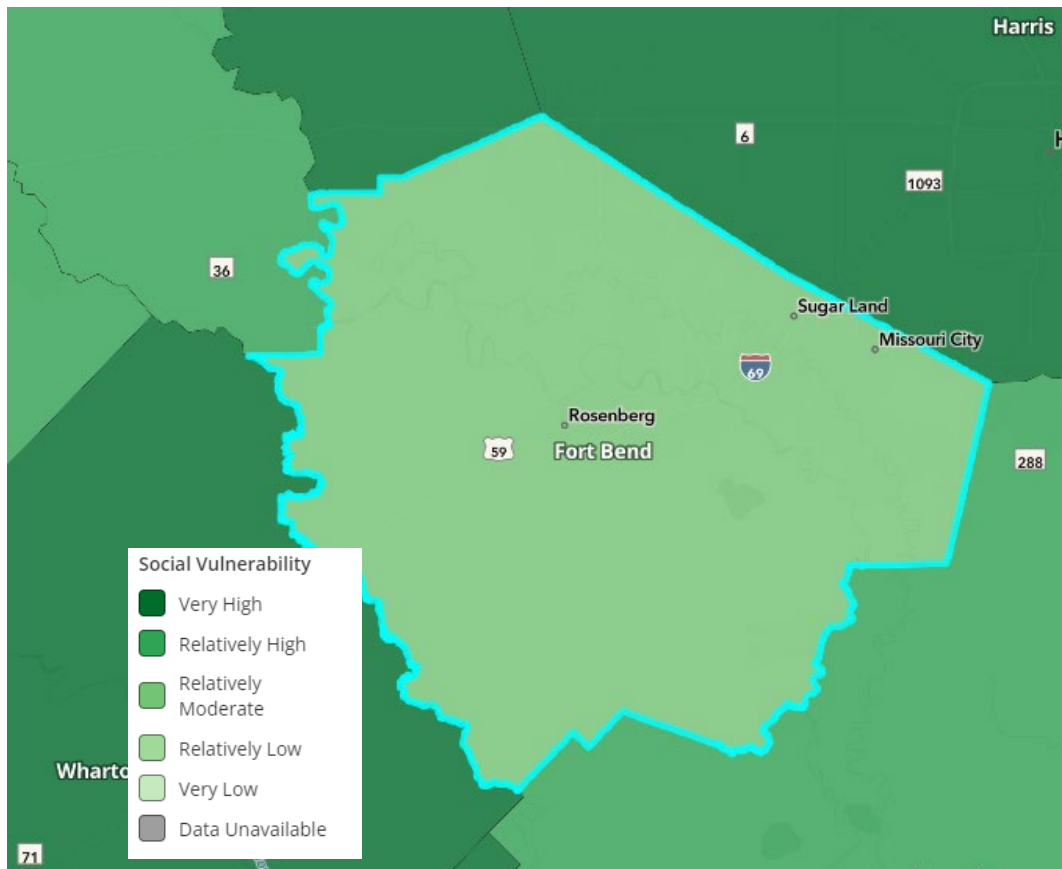 Harris
6
H
1093
36
Sugar Land
Missouri City
69
Rosenberg
59
Fort Bend
288
Social Vulnerability
Very High
Relatively High
Relatively
Moderate
Relatively Low
Very Low
Data Unavailable
Wharto
71